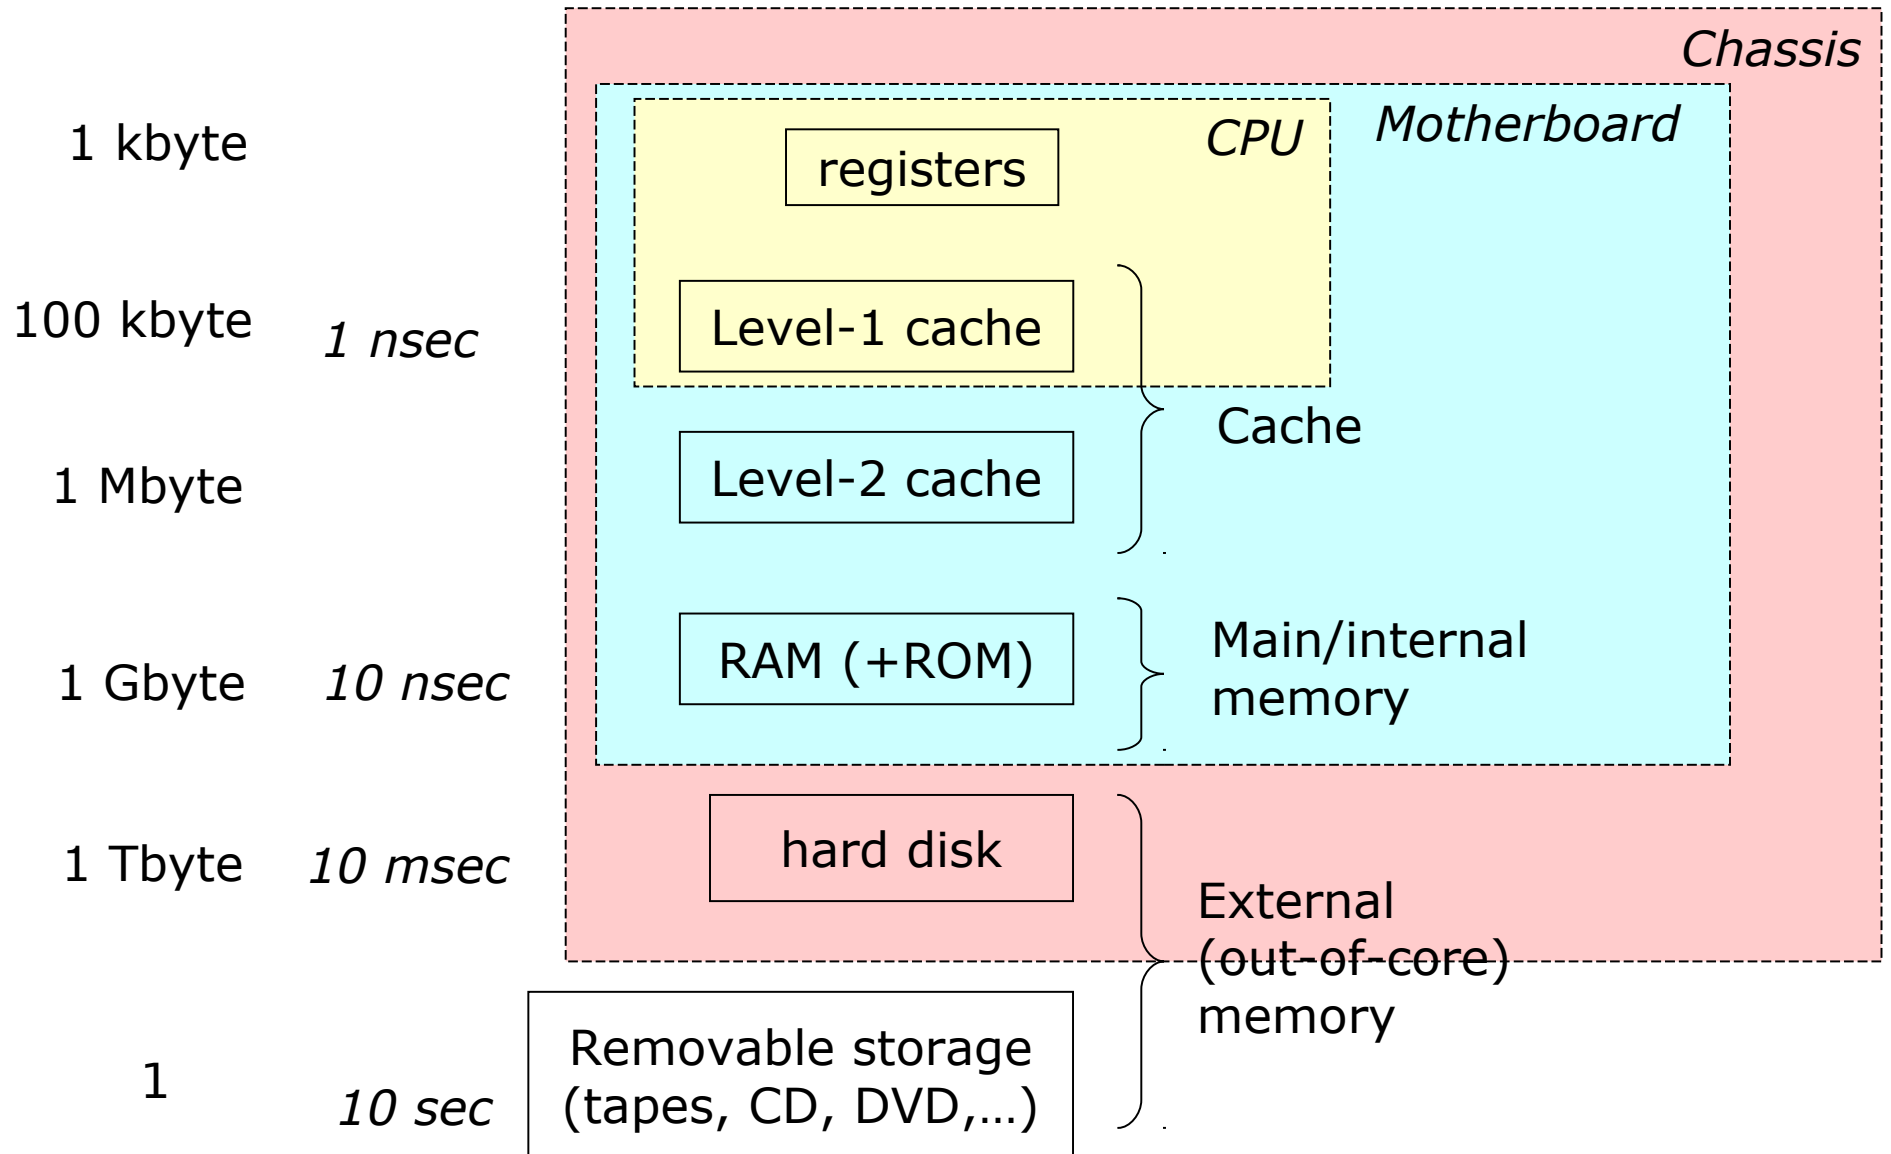 Chassis
Motherboard
CPU
1 kbyte
registers
100 kbyte
1 nsec
Level-1 cache
Cache
1 Mbyte
Level-2 cache
1 Gbyte
10 nsec
RAM (+ROM)
Main/internal
memory
1 Tbyte
10 msec
hard disk
External
(out-of-core)
memory
1
10 sec
Removable storage
(tapes, CD, DVD,…)